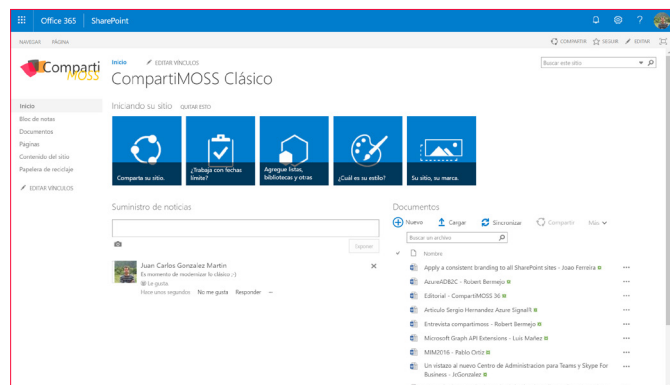 Office 365 SharePoint
NAVEGAR PÁGINA
COMPARTIR SEGUIR EDITAR
Comparti
MOSS
Inicio EDITAR VÍNCULOS
CompartiMOSS Clásico
Buscar este sitio
Inicio
Bloc de notas
Documentos
Páginas
Contenido del sitio
Papelera de reciclaje
EDITAR VÍNCULOS
Iniciando su sitio QUITAR ESTO
Comparta su sitio.
¿Trabaja con fechas
límite?
Agregue listas,
bibliotecas y otras
¿Cuál es su estilo?
Su sitio, su marca.
Suministro de noticias
Exponer
Juan Carlos Gonzalez Martin
Es momento de modernizar lo clásico ;-)
Le gusta.
Hace unos segundos No me gusta Responder
Documentos
Nuevo Cargar Sincronizar Compartir Más
Buscar un archivo
Nombre
Apply a consistent branding to all SharePoint sites - Joao Ferreira
AzureADB2C - Robert Bermejo
Editorial - CompartiMOSS 36
Articulo Sergio Hernandez Azure SignalR
Entrevista compartimoss - Robert Bermejo
Microsoft Graph API Extensions - Luis Mañez
MIM2016 - Pablo Ortiz
Un vistazo al nuevo Centro de Administracion para Teams y Skype For
Business - JcGonzalez